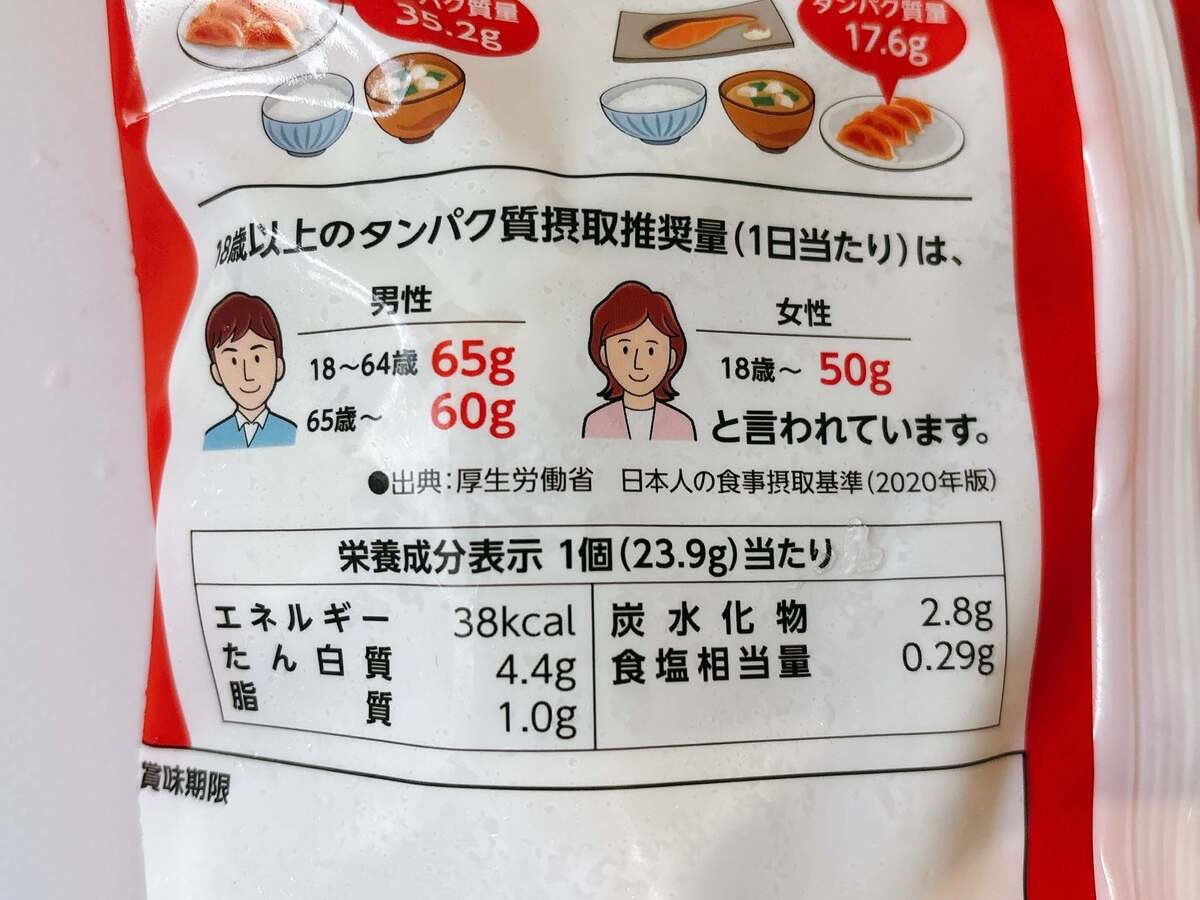 パク質量
35.2g
タンパク質量
17.6g
18歳以上のタンパク質摂取推奨量(1日当たり)は、
男性
18～64歳 65g
65歳～ 60g
女性
18歳～ 50g
と言われています。
●出典:厚生労働省 日本人の食事摂取基準(2020年版)
栄養成分表示 1個(23.9g)当たり
エネルギー 38kcal
たん白質 4.4g
脂質 1.0g
炭水化物 2.8g
食塩相当量 0.29g
賞味期限